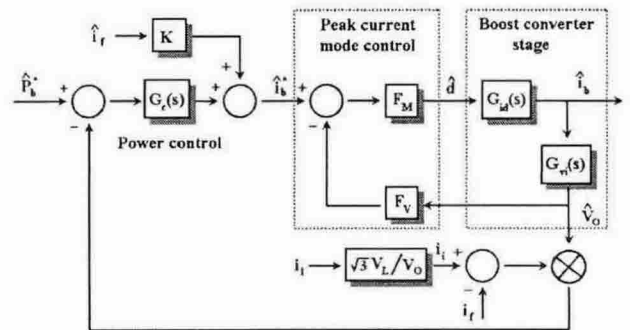 Peak current mode control
Boost converter stage
î_f
K
P̂_b*
+
−
G_c(s)
Power control
+
+
î_b*
+
−
F_M
d̂
G_id(s)
î_b
G_vi(s)
F_V
V̂_O
i_l
√3 V_L/V_O
i_i
+
−
i_f